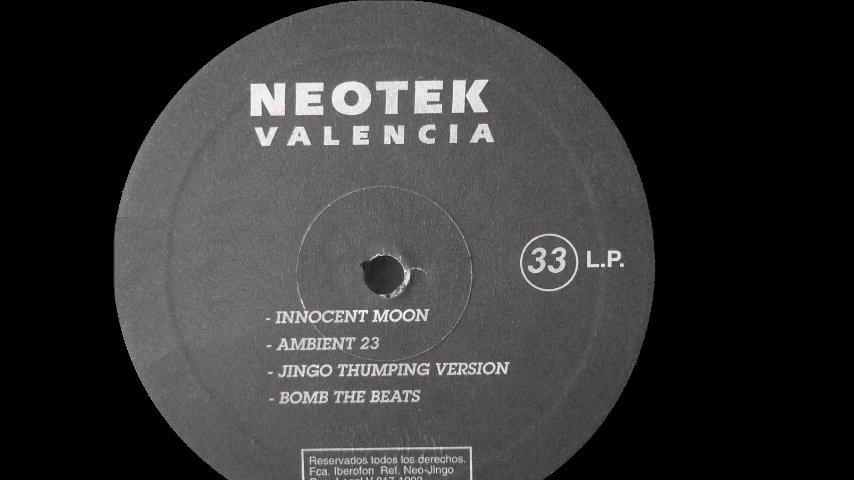 NEOTEK
VALENCIA
33 L.P.
- INNOCENT MOON
- AMBIENT 23
- JINGO THUMPING VERSION
- BOMB THE BEATS
Reservados todos los derechos.
Fca. Iberofon Ref. Neo-Jingo